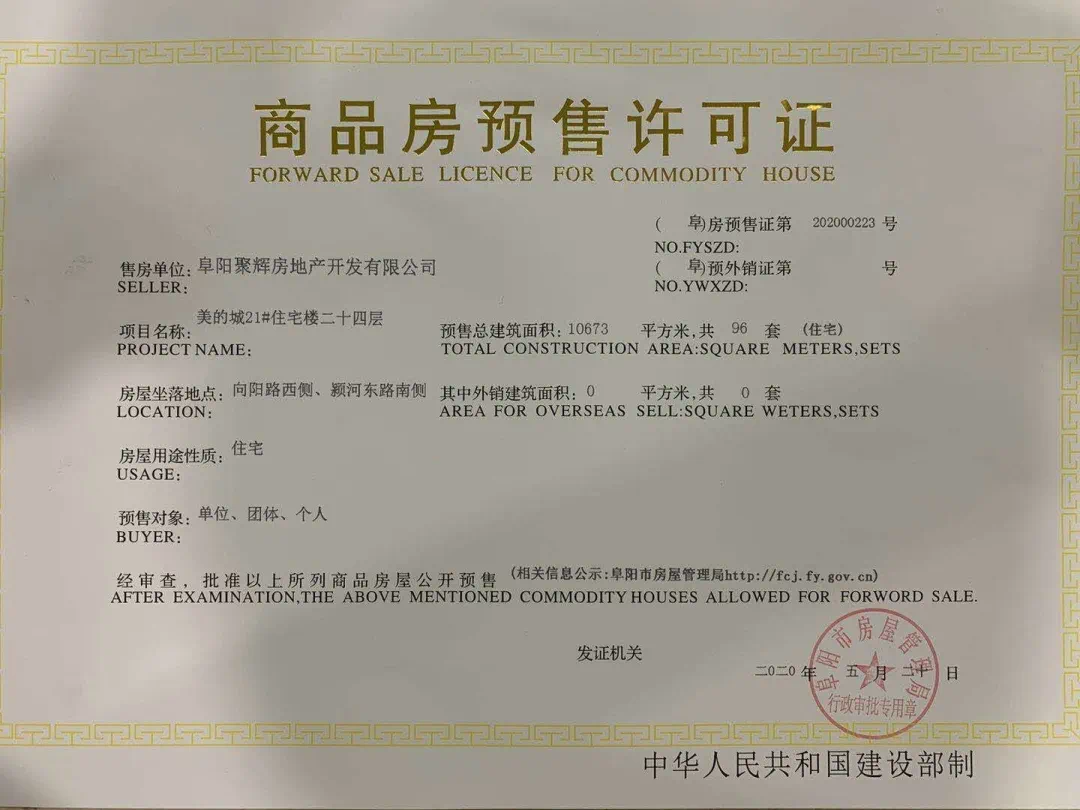 商品房预售许可证
FORWARD SALE LICENCE FOR COMMODITY HOUSE
( 阜)房预售证第 202000223 号
NO.FYSZD:
( 阜)预外销证第 号
NO.YWXZD:
售房单位: 阜阳聚辉房地产开发有限公司
SELLER:
项目名称: 美的城21#住宅楼二十四层
PROJECT NAME:
预售总建筑面积: 10673 平方米,共 96 套 (住宅)
TOTAL CONSTRUCTION AREA:SQUARE METERS,SETS
房屋坐落地点: 向阳路西侧、颍河东路南侧
LOCATION:
其中外销建筑面积: 0 平方米,共 0 套
AREA FOR OVERSEAS SELL:SQUARE WETERS,SETS
房屋用途性质: 住宅
USAGE:
预售对象: 单位、团体、个人
BUYER:
经审查，批准以上所列商品房屋公开预售 (相关信息公示:阜阳市房屋管理局http://fcj.fy.gov.cn)
AFTER EXAMINATION,THE ABOVE MENTIONED COMMODITY HOUSES ALLOWED FOR FORWORD SALE.
发证机关
二〇二〇 年 五 月 二十 日
阜阳市房屋管理局
行政审批专用章
中华人民共和国建设部制